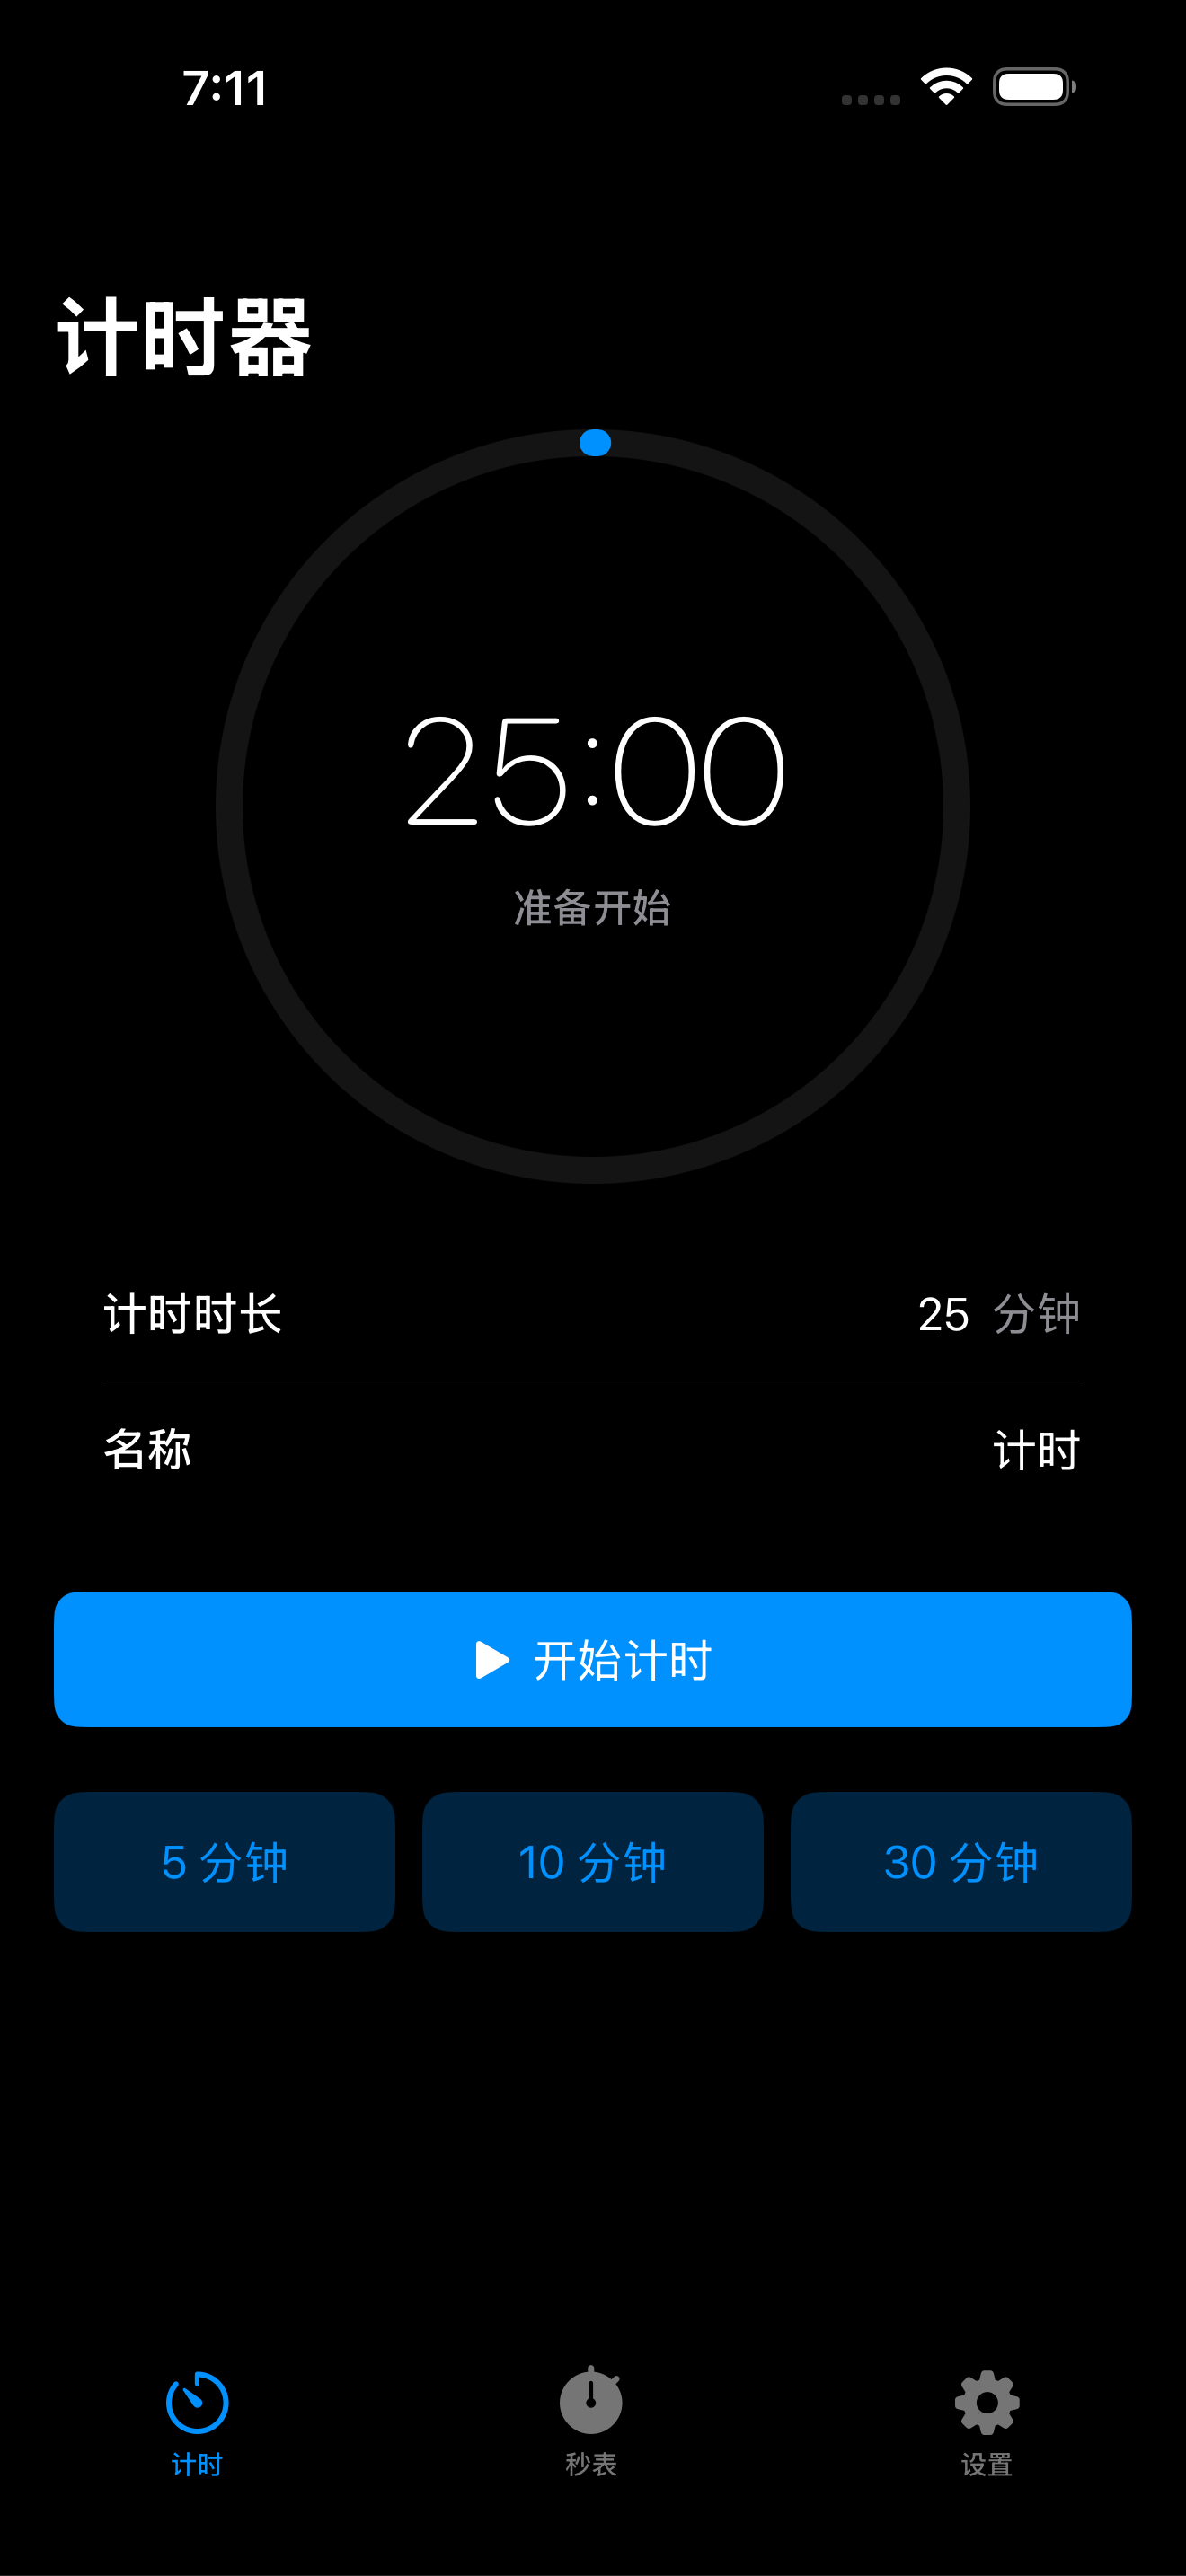 7:11
计时器
25:00
准备开始
计时时长 25 分钟
名称 计时
开始计时
5 分钟 10 分钟 30 分钟
计时 秒表 设置